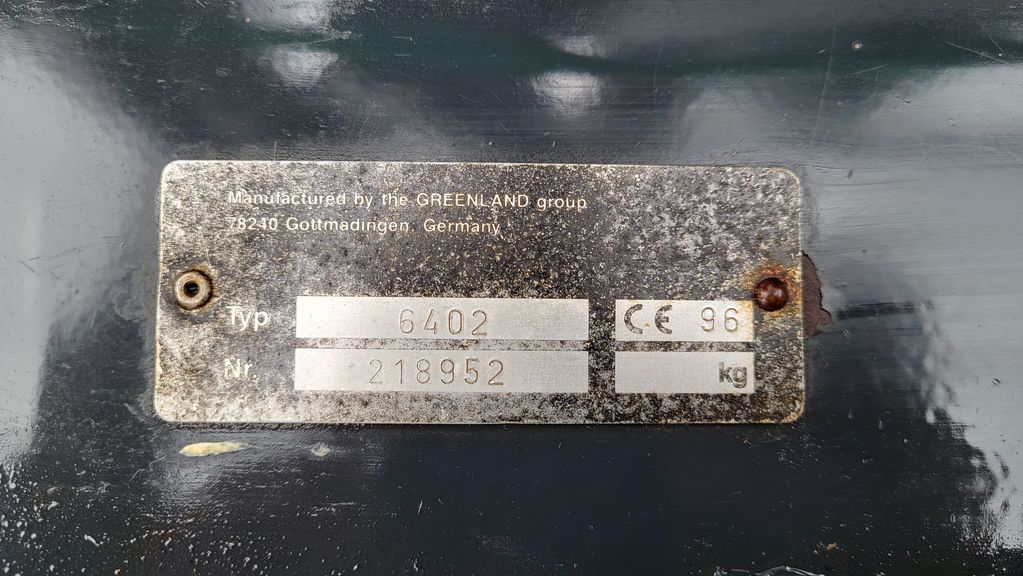 Manufactured by the GREENLAND group
78240 Gottmadingen, Germany
Typ 6402 CE 96
Nr. 218952 kg